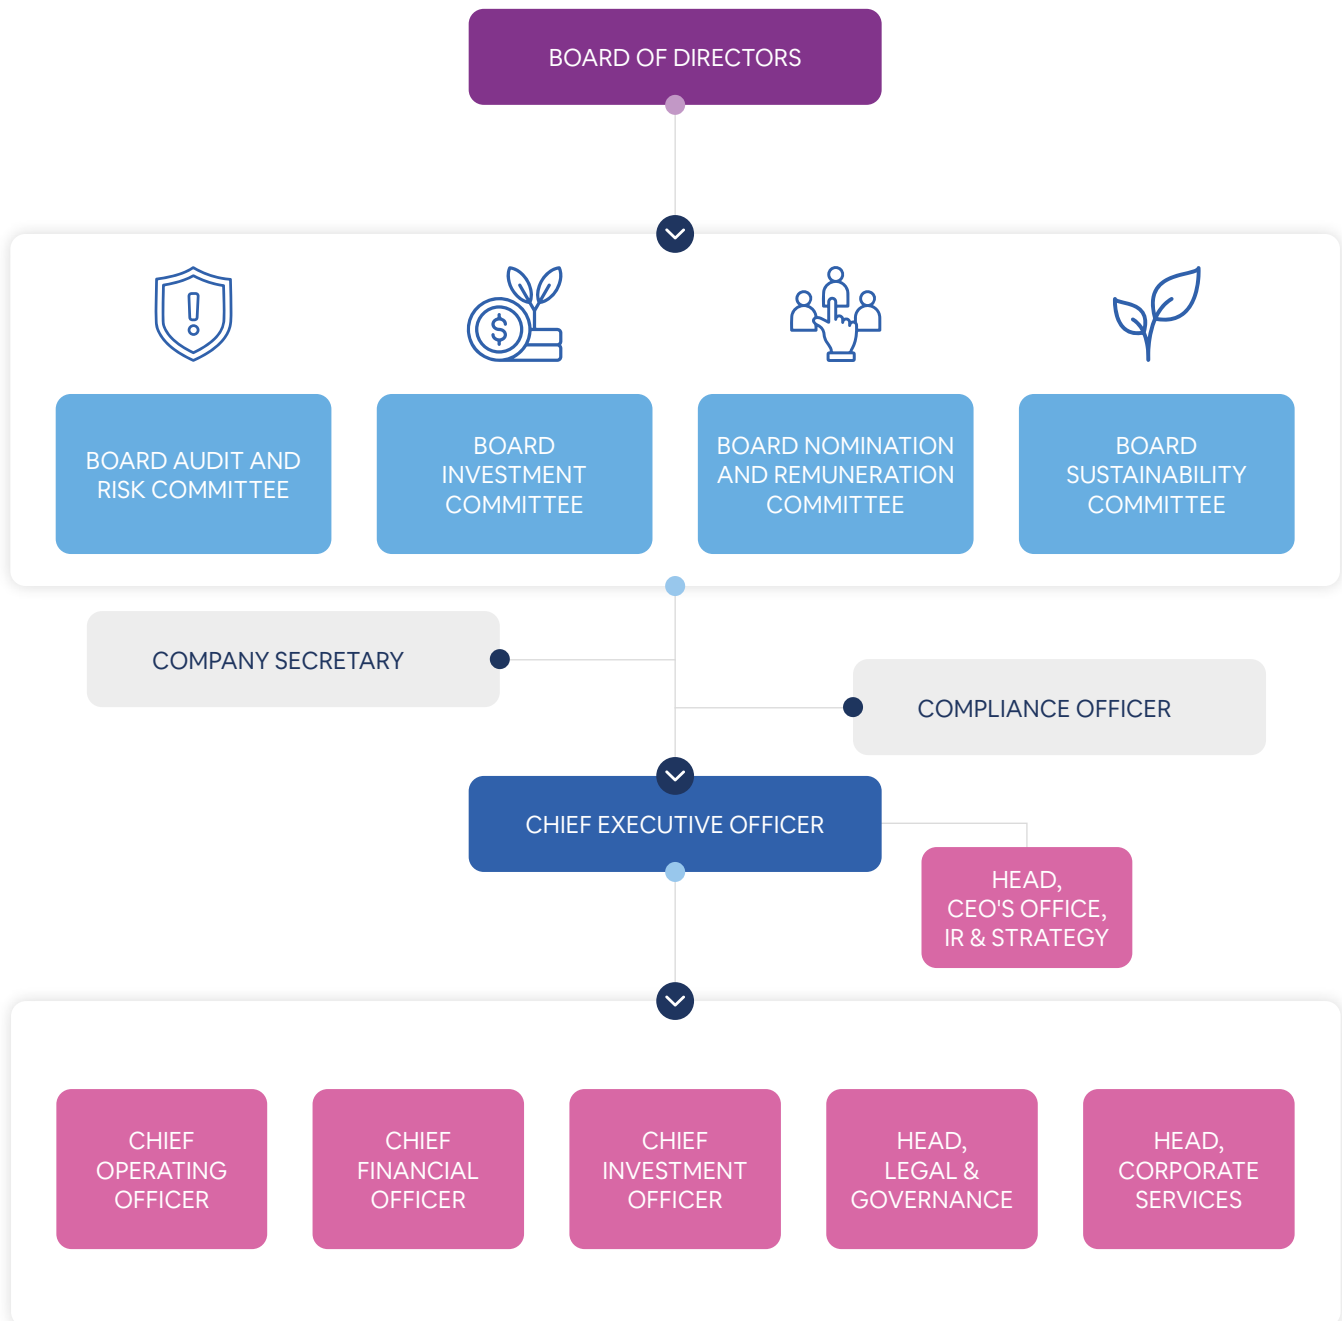 BOARD OF DIRECTORS
BOARD AUDIT AND
RISK COMMITTEE
BOARD
INVESTMENT
COMMITTEE
BOARD NOMINATION
AND REMUNERATION
COMMITTEE
BOARD
SUSTAINABILITY
COMMITTEE
COMPANY SECRETARY
COMPLIANCE OFFICER
CHIEF EXECUTIVE OFFICER
HEAD,
CEO'S OFFICE,
IR & STRATEGY
CHIEF
OPERATING
OFFICER
CHIEF
FINANCIAL
OFFICER
CHIEF
INVESTMENT
OFFICER
HEAD,
LEGAL &
GOVERNANCE
HEAD,
CORPORATE
SERVICES